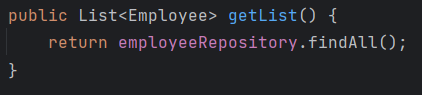 public List<Employee> getList() {
    return employeeRepository.findAll();
}